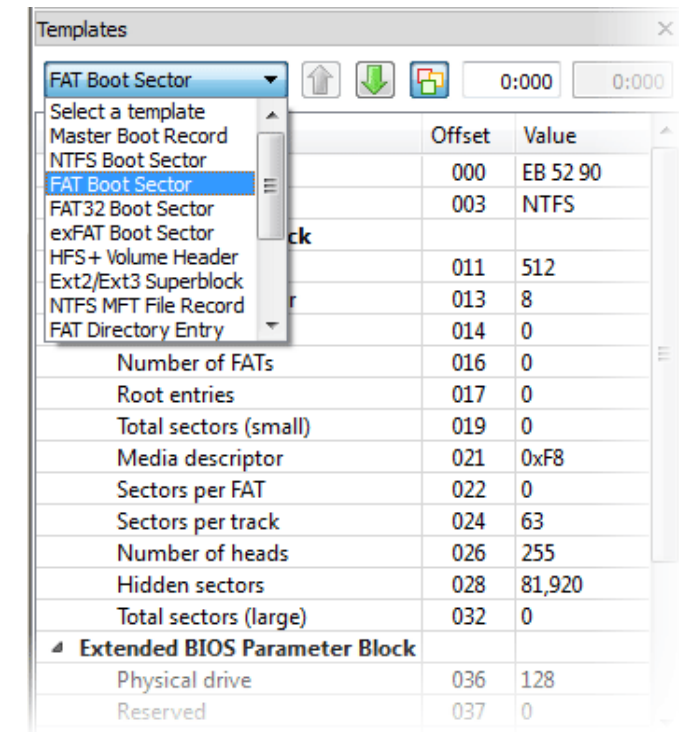 Templates
FAT Boot Sector 0:000 0:000
Select a template
Master Boot Record Offset Value
NTFS Boot Sector
FAT Boot Sector 000 EB 52 90
FAT32 Boot Sector 003 NTFS
exFAT Boot Sector ck
HFS+ Volume Header
Ext2/Ext3 Superblock 011 512
NTFS MFT File Record r 013 8
FAT Directory Entry 014 0
Number of FATs 016 0
Root entries 017 0
Total sectors (small) 019 0
Media descriptor 021 0xF8
Sectors per FAT 022 0
Sectors per track 024 63
Number of heads 026 255
Hidden sectors 028 81,920
Total sectors (large) 032 0
Extended BIOS Parameter Block
Physical drive 036 128
Reserved 037 0